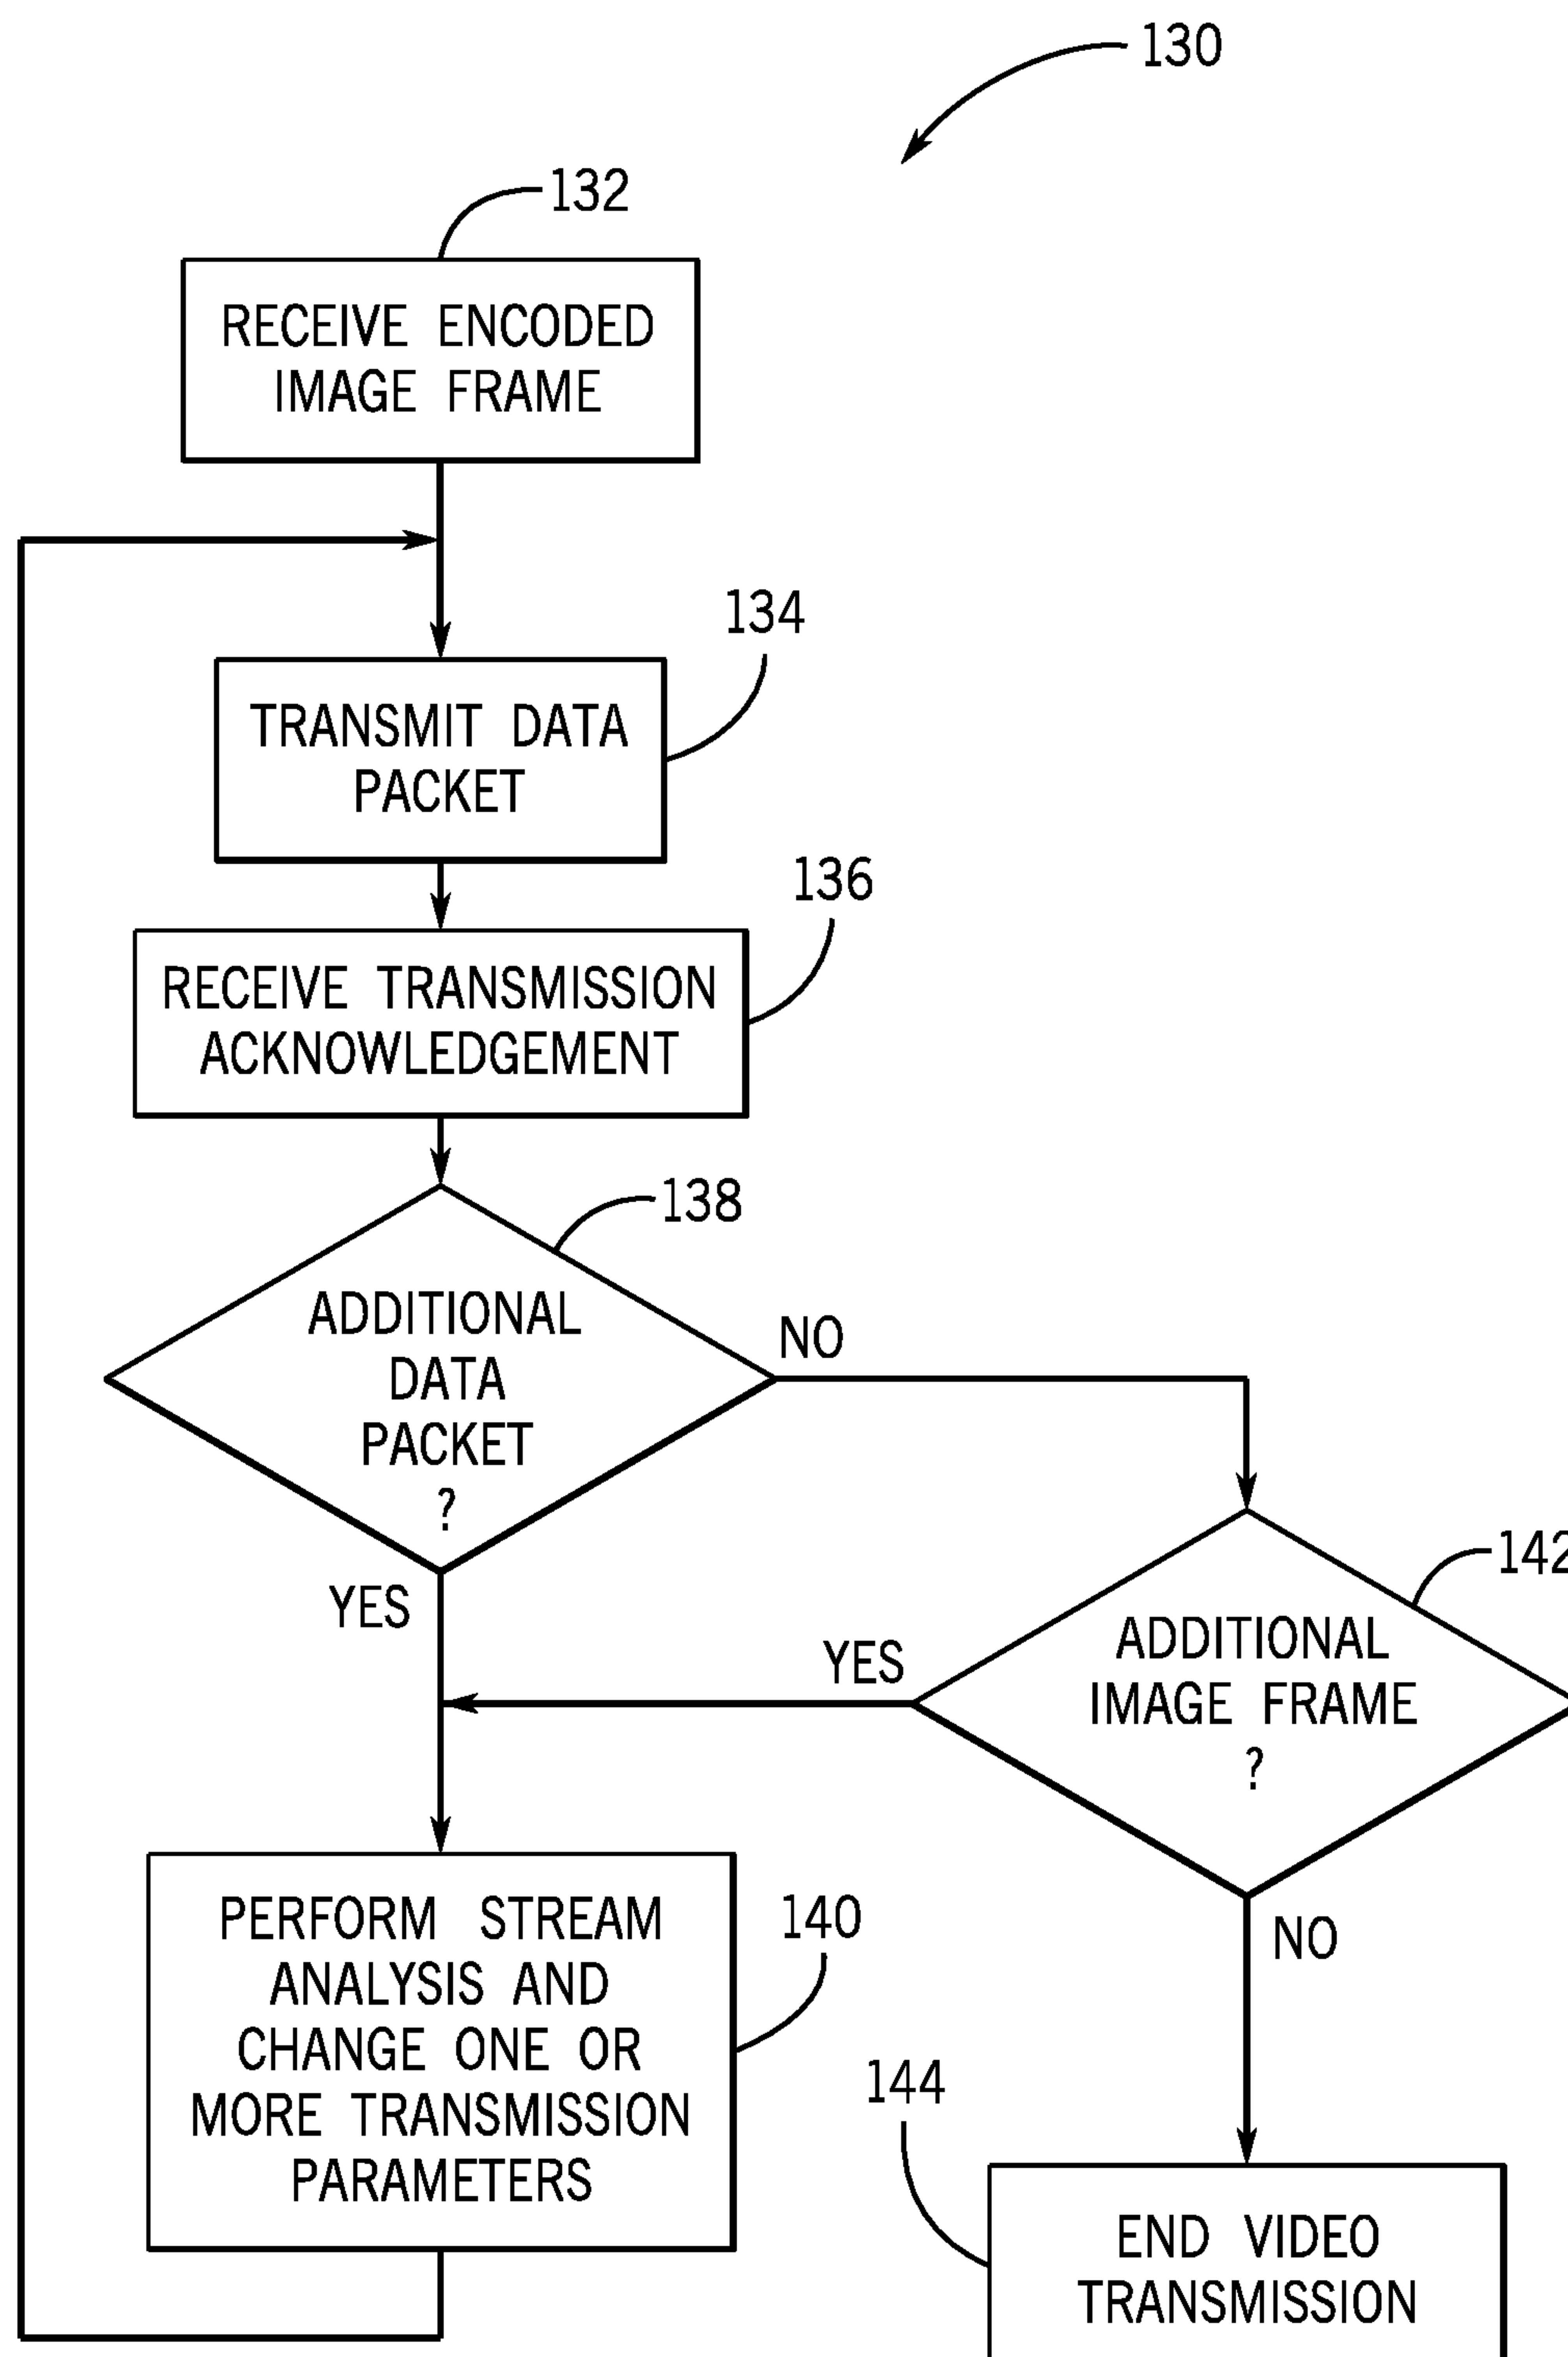 130
132
RECEIVE ENCODED
IMAGE FRAME
134
TRANSMIT DATA
PACKET
136
RECEIVE TRANSMISSION
ACKNOWLEDGEMENT
138
ADDITIONAL
DATA
PACKET
?
NO
YES
142
ADDITIONAL
IMAGE FRAME
?
YES
NO
140
PERFORM STREAM
ANALYSIS AND
CHANGE ONE OR
MORE TRANSMISSION
PARAMETERS
144
END VIDEO
TRANSMISSION